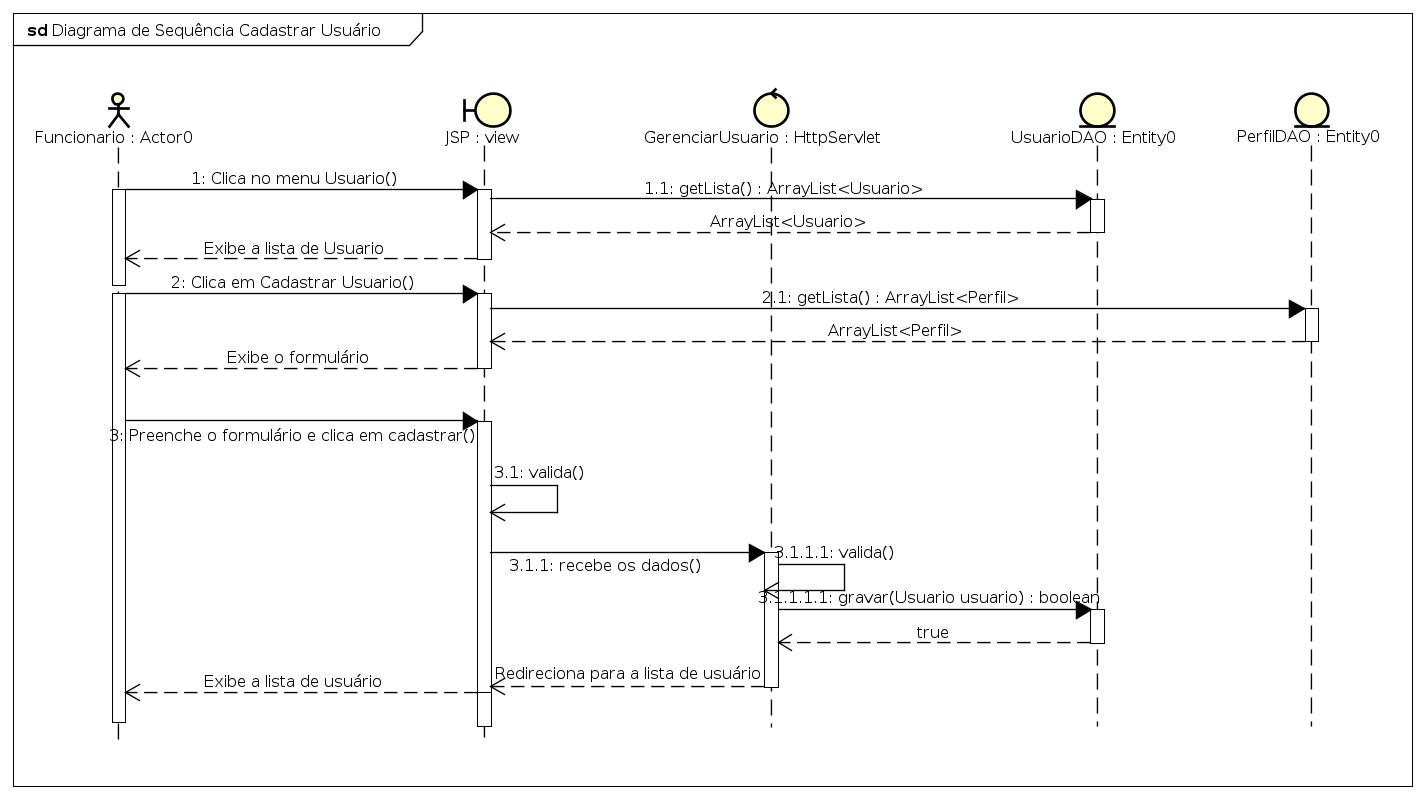 sd Diagrama de Sequência Cadastrar Usuário
Funcionario : Actor0
JSP : view
GerenciarUsuario : HttpServlet
UsuarioDAO : Entity0
PerfilDAO : Entity0
1: Clica no menu Usuario()
1.1: getLista() : ArrayList<Usuario>
ArrayList<Usuario>
Exibe a lista de Usuario
2: Clica em Cadastrar Usuario()
2.1: getLista() : ArrayList<Perfil>
ArrayList<Perfil>
Exibe o formulário
3: Preenche o formulário e clica em cadastrar()
3.1: valida()
3.1.1: recebe os dados()
3.1.1.1: valida()
3.1.1.1.1: gravar(Usuario usuario) : boolean
true
Redireciona para a lista de usuário
Exibe a lista de usuário